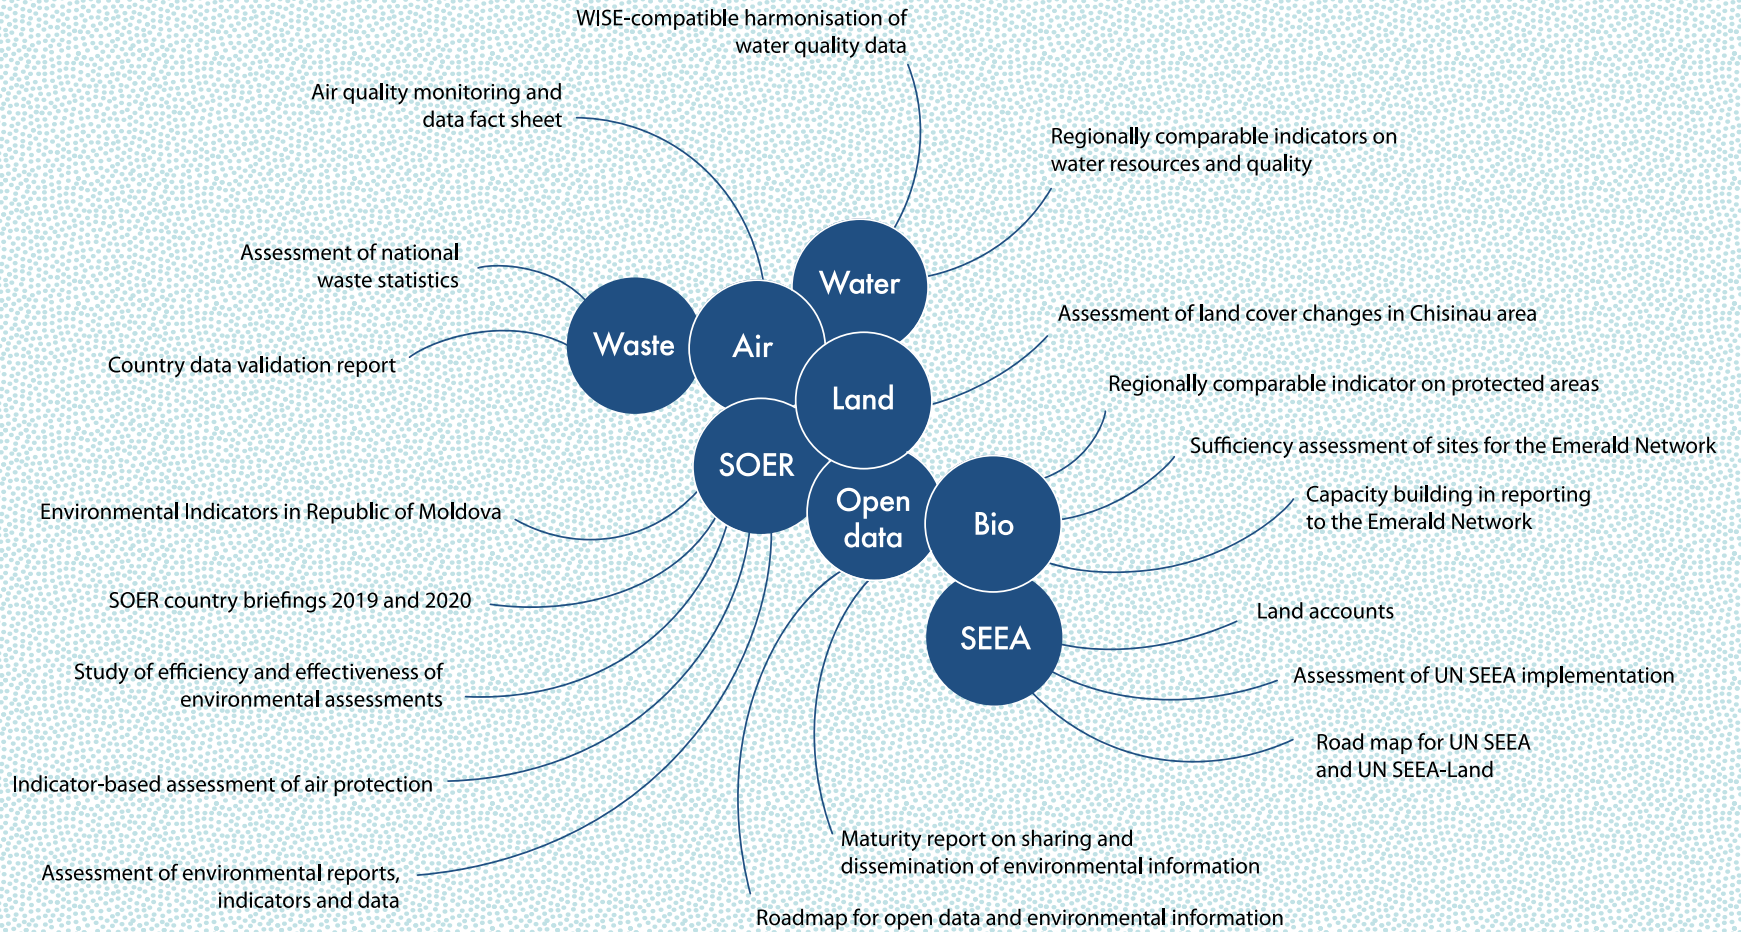 WISE-compatible harmonisation of
water quality data
Air quality monitoring and
data fact sheet
Regionally comparable indicators on
water resources and quality
Assessment of national
waste statistics
Water
Assessment of land cover changes in Chisinau area
Waste
Air
Country data validation report
Land
Regionally comparable indicator on protected areas
Sufficiency assessment of sites for the Emerald Network
SOER
Open
data
Bio
Capacity building in reporting
to the Emerald Network
Environmental Indicators in Republic of Moldova
SOER country briefings 2019 and 2020
Land accounts
SEEA
Study of efficiency and effectiveness of
environmental assessments
Assessment of UN SEEA implementation
Road map for UN SEEA
and UN SEEA-Land
Indicator-based assessment of air protection
Maturity report on sharing and
dissemination of environmental information
Assessment of environmental reports,
indicators and data
Roadmap for open data and environmental information